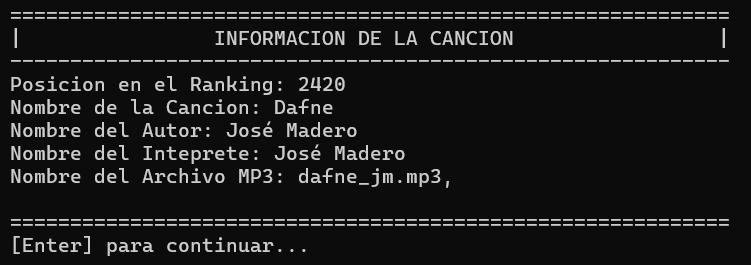 ============================================================
|                INFORMACION DE LA CANCION                 |
------------------------------------------------------------
Posicion en el Ranking: 2420
Nombre de la Cancion: Dafne
Nombre del Autor: José Madero
Nombre del Inteprete: José Madero
Nombre del Archivo MP3: dafne_jm.mp3,
============================================================
[Enter] para continuar...